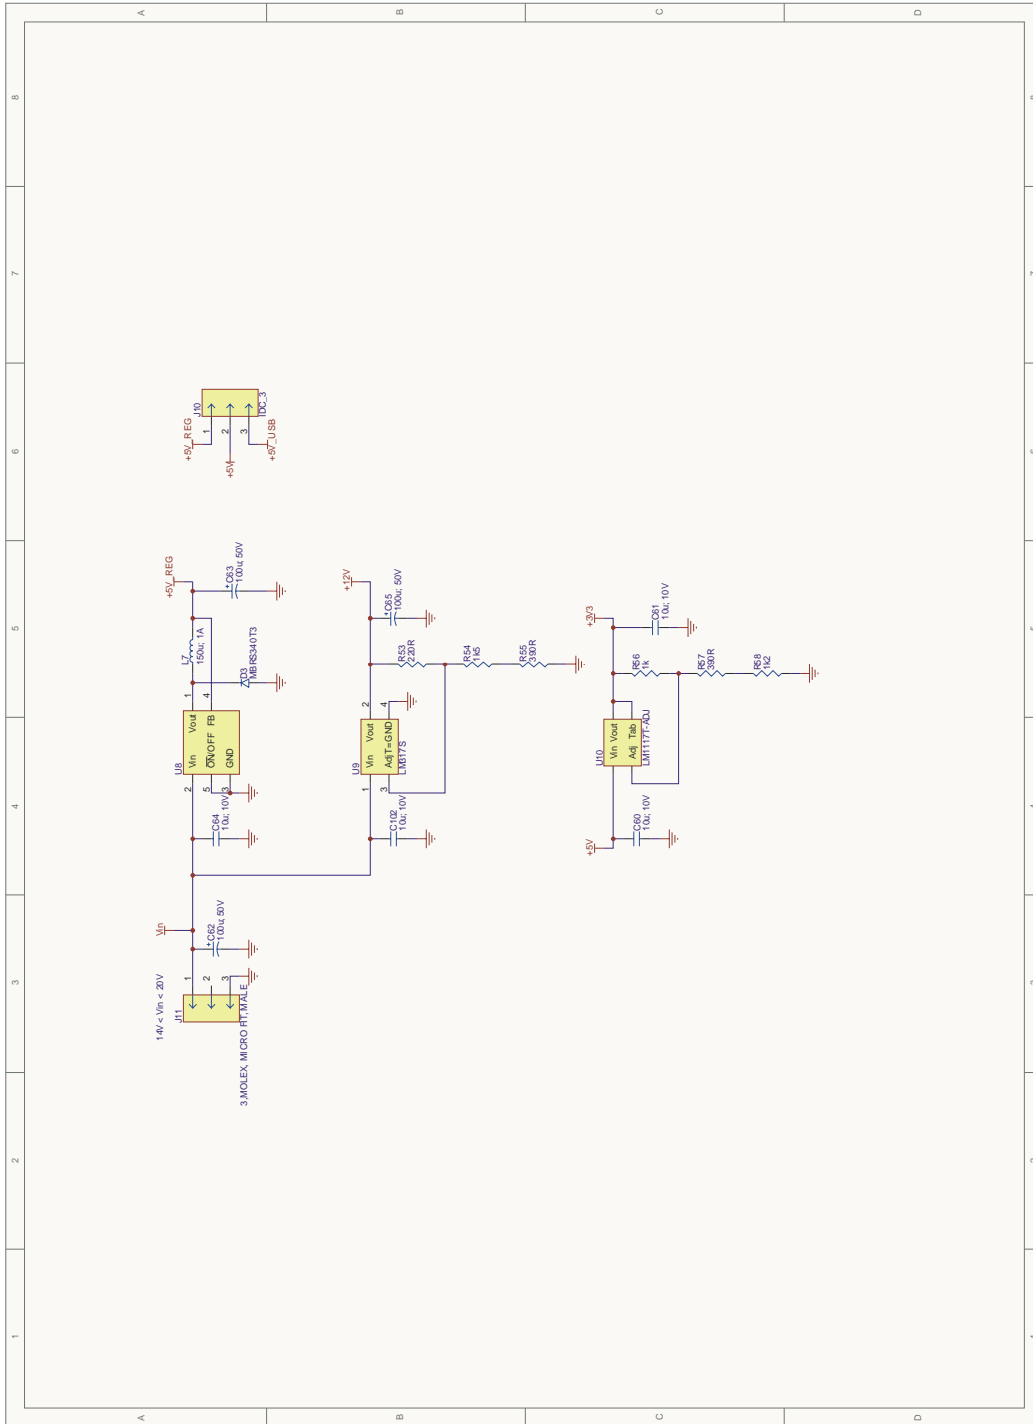 1
2
3
4
5
6
7
8
A
B
C
D
A
B
C
D
14V < Vin < 20V
J11
1
2
3
3,MOLEX, MICRO FIT, MALE
Vin
C62
100u; 50V
C64
10u; 10V
U8
2
5
3
Vin
ON/OFF
GND
Vout
FB
1
4
L7
150u; 1A
D3
MBRS340T3
+5V_REG
C63
100u; 50V
+5V_REG
+5V
+5V_USB
1
2
3
J10
IDC_3
C102
10u; 10V
U9
1
3
Vin
Vout
Adj T=GND
2
4
LM317S
R53
220R
R54
1k5
R55
390R
C65
100u; 50V
+12V
+5V
C60
10u; 10V
U10
Vin
Vout
Adj
Tab
LM1117T-ADJ
R56
1k
R57
390R
R58
1k2
C61
10u; 10V
+3V3